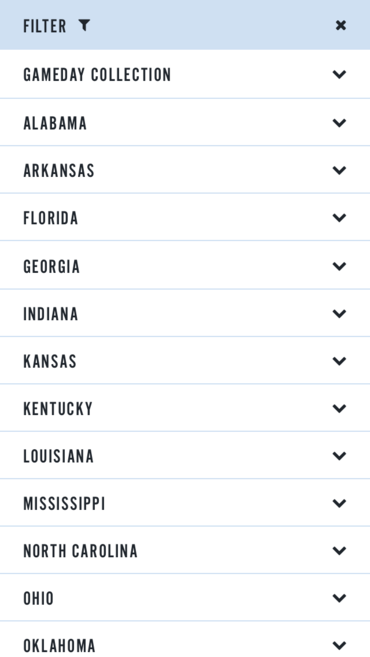 FILTER
GAMEDAY COLLECTION
ALABAMA
ARKANSAS
FLORIDA
GEORGIA
INDIANA
KANSAS
KENTUCKY
LOUISIANA
MISSISSIPPI
NORTH CAROLINA
OHIO
OKLAHOMA